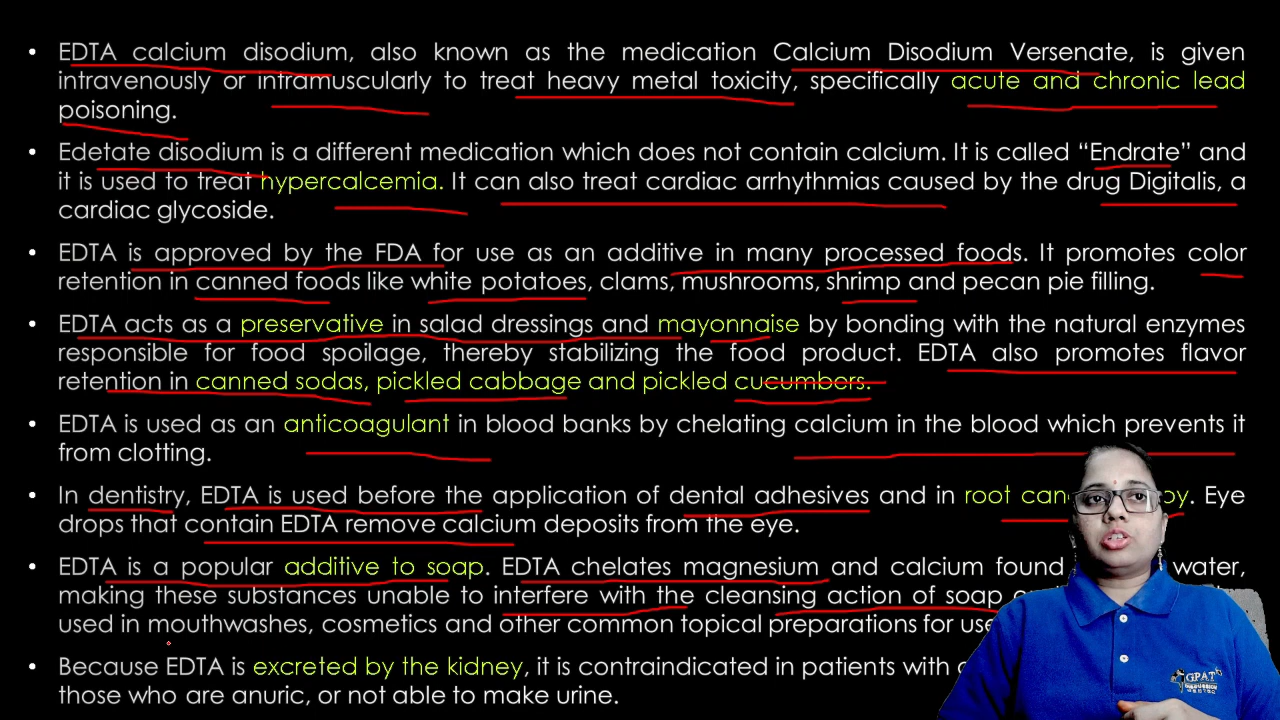 • EDTA calcium disodium, also known as the medication Calcium Disodium Versenate, is given
intravenously or intramuscularly to treat heavy metal toxicity, specifically acute and chronic lead
poisoning.
• Edetate disodium is a different medication which does not contain calcium. It is called “Endrate” and
it is used to treat hypercalcemia. It can also treat cardiac arrhythmias caused by the drug Digitalis, a
cardiac glycoside.
• EDTA is approved by the FDA for use as an additive in many processed foods. It promotes color
retention in canned foods like white potatoes, clams, mushrooms, shrimp and pecan pie filling.
• EDTA acts as a preservative in salad dressings and mayonnaise by bonding with the natural enzymes
responsible for food spoilage, thereby stabilizing the food product. EDTA also promotes flavor
retention in canned sodas, pickled cabbage and pickled cucumbers.
• EDTA is used as an anticoagulant in blood banks by chelating calcium in the blood which prevents it
from clotting.
• In dentistry, EDTA is used before the application of dental adhesives and in root . Eye
drops that contain EDTA remove calcium deposits from the eye.
• EDTA is a popular additive to soap. EDTA chelates magnesium and calcium found water,
making these substances unable to interfere with the cleansing action of soap
used in mouthwashes, cosmetics and other common topical preparations for
• Because EDTA is excreted by the kidney, it is contraindicated in patients with
those who are anuric, or not able to make urine.
GPAT